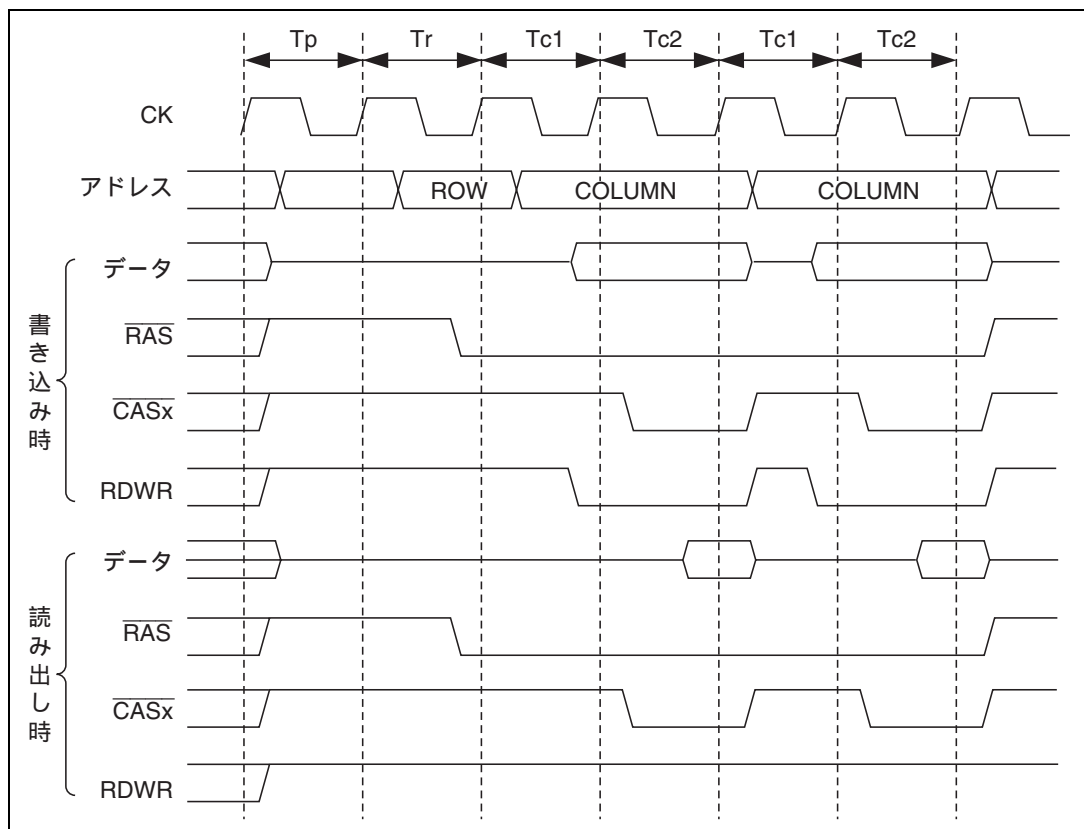 Tp Tr Tc1 Tc2 Tc1 Tc2
CK
アドレス ROW COLUMN COLUMN
書き込み時
データ
RAS
CASx
RDWR
読み出し時
データ
RAS
CASx
RDWR